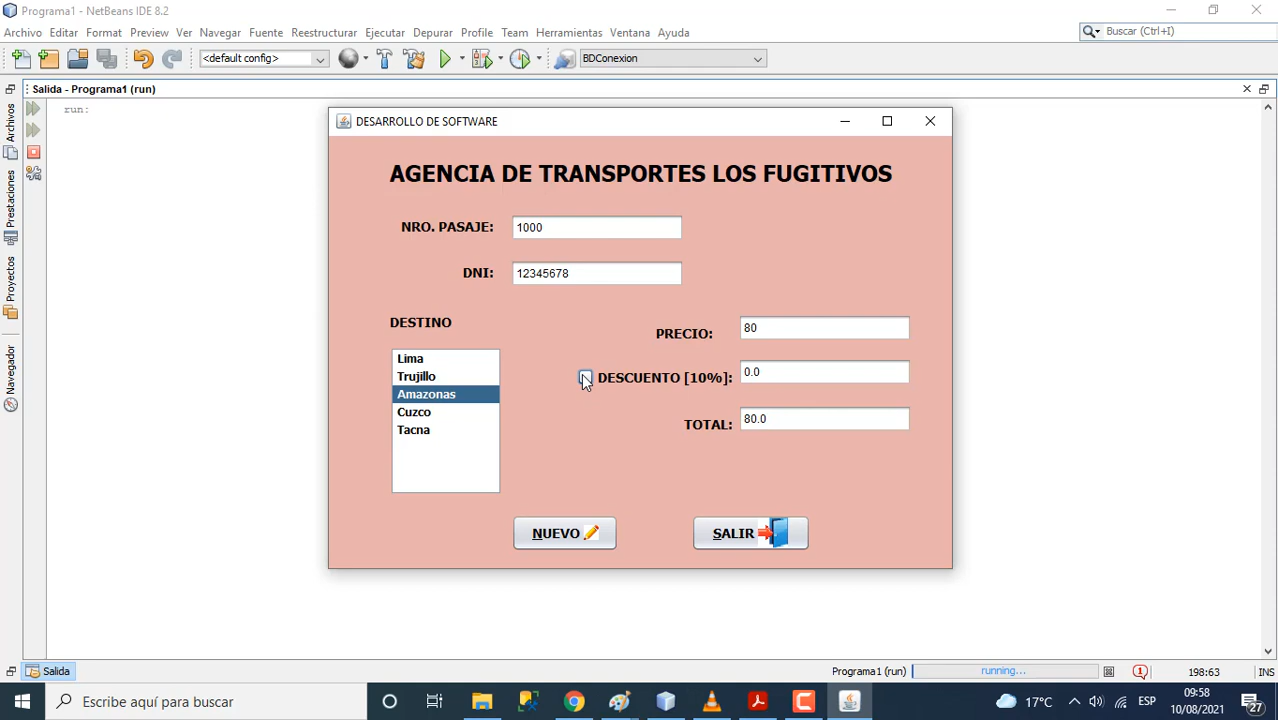 Programa1 - NetBeans IDE 8.2
Archivo Editar Format Preview Ver Navegar Fuente Reestructurar Ejecutar Depurar Profile Team Herramientas Ventana Ayuda
Buscar (Ctrl+I)
<default config>
BDConexion
Salida - Programa1 (run)
run:
Archivos
Prestaciones
Proyectos
Navegador
DESARROLLO DE SOFTWARE
AGENCIA DE TRANSPORTES LOS FUGITIVOS
NRO. PASAJE: 1000
DNI: 12345678
DESTINO
Lima
Trujillo
Amazonas
Cuzco
Tacna
PRECIO: 80
DESCUENTO [10%]: 0.0
TOTAL: 80.0
NUEVO
SALIR
Salida
Programa1 (run)
running...
1
198:63
INS
Escribe aquí para buscar
17°C
ESP
09:58
10/08/2021
27